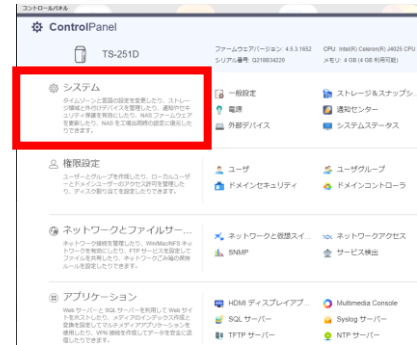 コントロールパネル
ControlPanel
TS-251D
ファームウェアバージョン: 4.5.3.1652
CPU: Intel(R) Celeron(R) J4025 CPU
シリアル番号: Q218S34220
メモリ: 4 GB (4 GB 利用可能)
システム
タイムゾーンと言語の設定を変更したり、ストレー
ジ領域と外付けデバイスを管理したり、通知やセキ
ュリティ保護を有効にしたり、NAS ファームウェア
を更新したり、NAS を工場出荷時の設定に復元した
りできます。
一般設定
ストレージ&スナップシ...
電源
通知センター
外部デバイス
システムステータス
権限設定
ユーザーとグループを作成したり、ローカルユーザ
ーとドメインユーザーのアクセス許可を管理した
り、ディスク割り当てを設定したりできます。
ユーザ
ユーザグループ
ドメインセキュリティ
ドメインコントローラ
ネットワークとファイルサー...
ネットワーク接続を管理したり、Win/Mac/NFS ネッ
トワークを有効にしたり、FTP サービスを設定して
ファイルを共有したり、ネットワークごみ箱の規則
ルールを設定したりできます。
ネットワークと仮想スイ...
ネットワークアクセス
SNMP
サービス検出
アプリケーション
Web サーバーと SQL サーバーを利用して Web サイ
トをホストしたり、メディアのインデックス作成と
変換を設定してマルチメディアアプリケーションを
使用したり、VPN 接続を作成してデータを安全に送
信したりできます。
HDMI ディスプレイアプ...
Multimedia Console
SQL サーバー
Syslog サーバー
TFTP サーバー
NTP サーバー